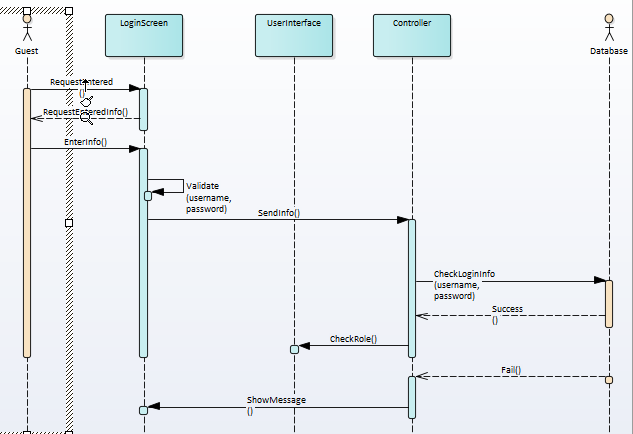 LoginScreen
UserInterface
Controller
Guest
Database
RequestEntered
()
RequestEnteredInfo()
EnterInfo()
Validate
(username,
password)
SendInfo()
CheckLoginInfo
(username,
password)
Success
()
CheckRole()
Fail()
ShowMessage
()